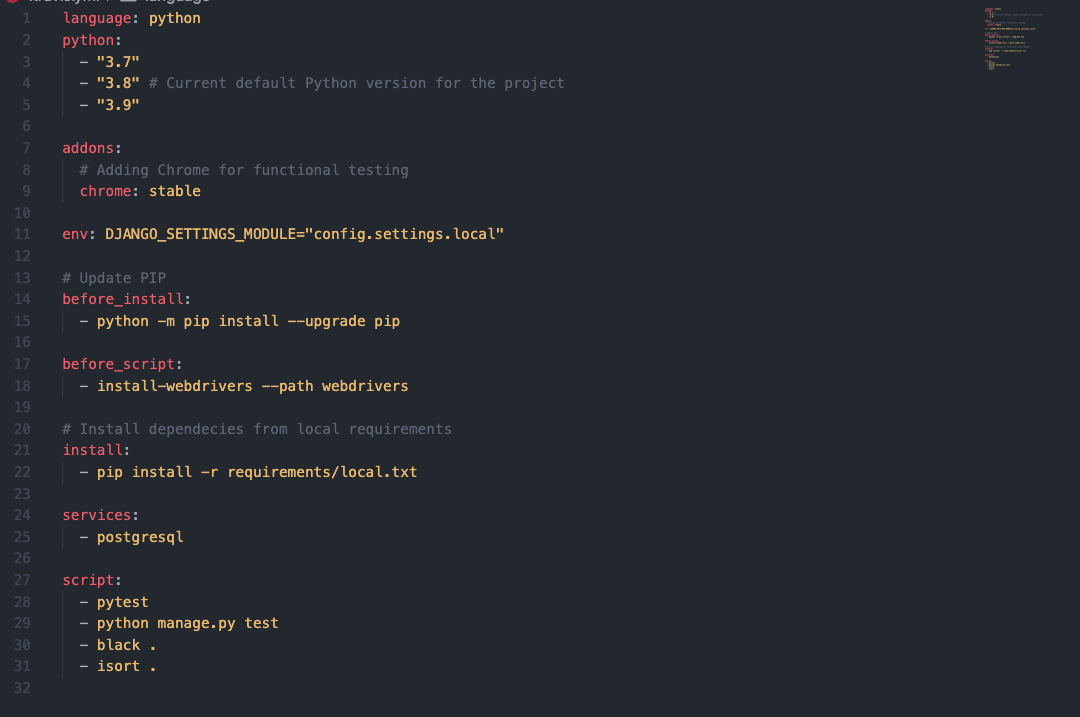 1 language: python
2 python:
3 - "3.7"
4 - "3.8" # Current default Python version for the project
5 - "3.9"
6
7 addons:
8 # Adding Chrome for functional testing
9 chrome: stable
10
11 env: DJANGO_SETTINGS_MODULE="config.settings.local"
12
13 # Update PIP
14 before_install:
15 - python -m pip install --upgrade pip
16
17 before_script:
18 - install-webdrivers --path webdrivers
19
20 # Install dependecies from local requirements
21 install:
22 - pip install -r requirements/local.txt
23
24 services:
25 - postgresql
26
27 script:
28 - pytest
29 - python manage.py test
30 - black .
31 - isort .
32